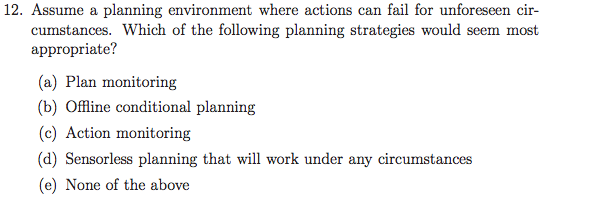 12. Assume a planning environment where actions can fail for unforeseen cir-
cumstances. Which of the following planning strategies would seem most
appropriate?
(a) Plan monitoring
(b) Offline conditional planning
(c) Action monitoring
(d) Sensorless planning that will work under any circumstances
(e) None of the above